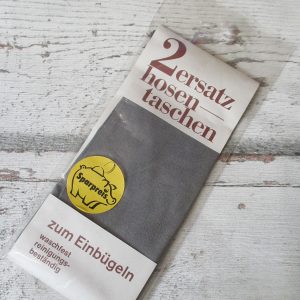 2 ersatz
hosen
taschen
Sparpreis
zum Einbügeln
waschfest
reinigungs-
beständig